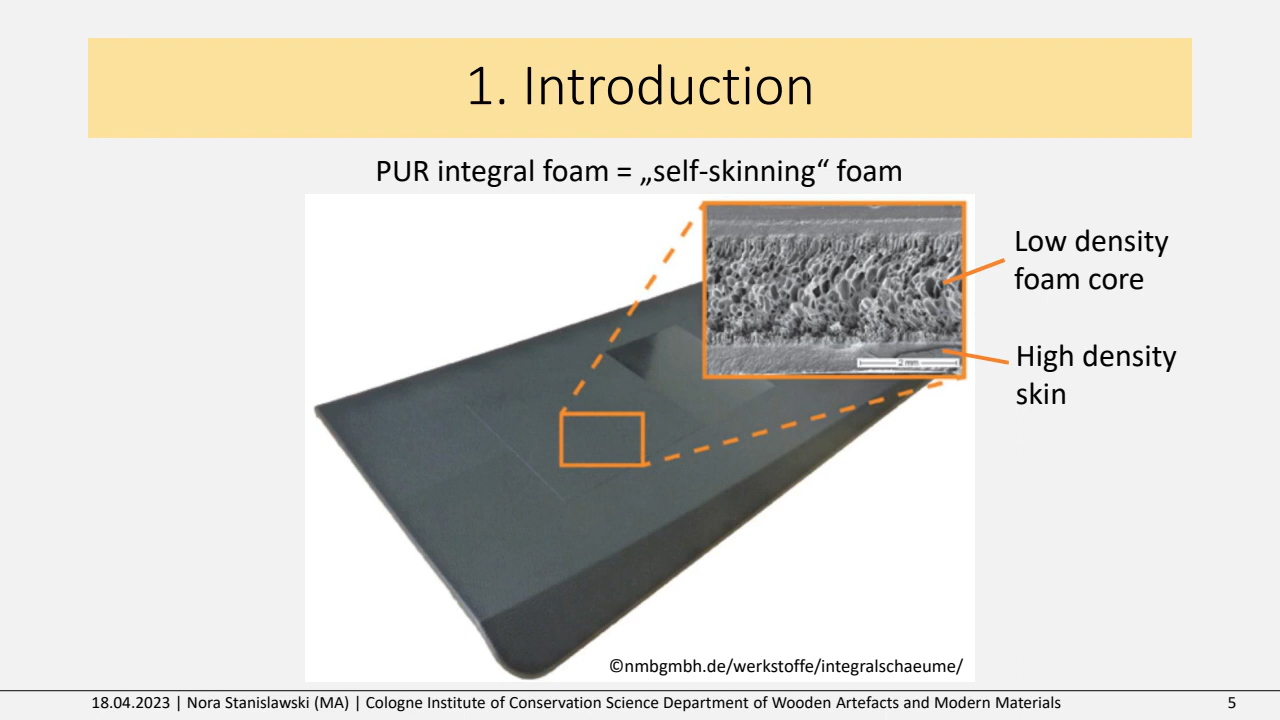 1. Introduction
PUR integral foam = „self-skinning“ foam
Low density
foam core
High density
skin
2 mm
©nmbgmbh.de/werkstoffe/integralschaeume/
18.04.2023 | Nora Stanislawski (MA) | Cologne Institute of Conservation Science Department of Wooden Artefacts and Modern Materials
5